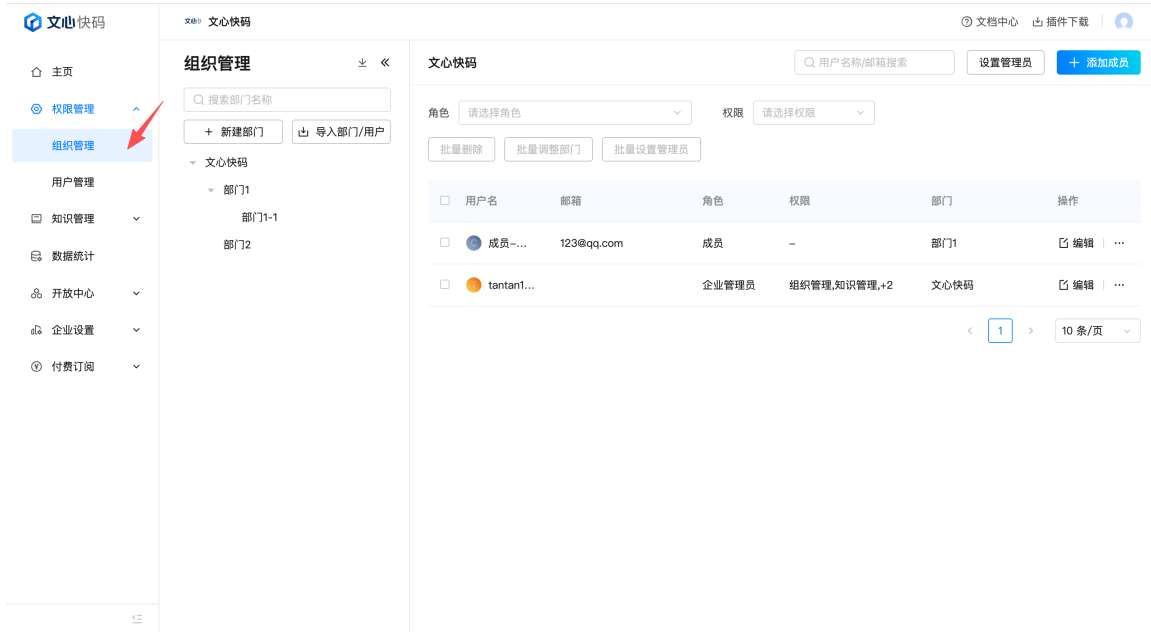 文心快码
主页
权限管理
组织管理
用户管理
知识管理
数据统计
开放中心
企业设置
付费订阅
文心快码
文档中心
插件下载
组织管理
搜索部门名称
新建部门
导入部门/用户
文心快码
部门1
部门1-1
部门2
文心快码
用户名称/邮箱搜索
设置管理员
添加成员
角色 请选择角色 权限 请选择权限
批量删除 批量调整部门 批量设置管理员
用户名 邮箱 角色 权限 部门 操作
成员-... 123@qq.com 成员 - 部门1 编辑 ...
tantan1... 企业管理员 组织管理,知识管理,+2 文心快码 编辑 ...
1 10 条/页